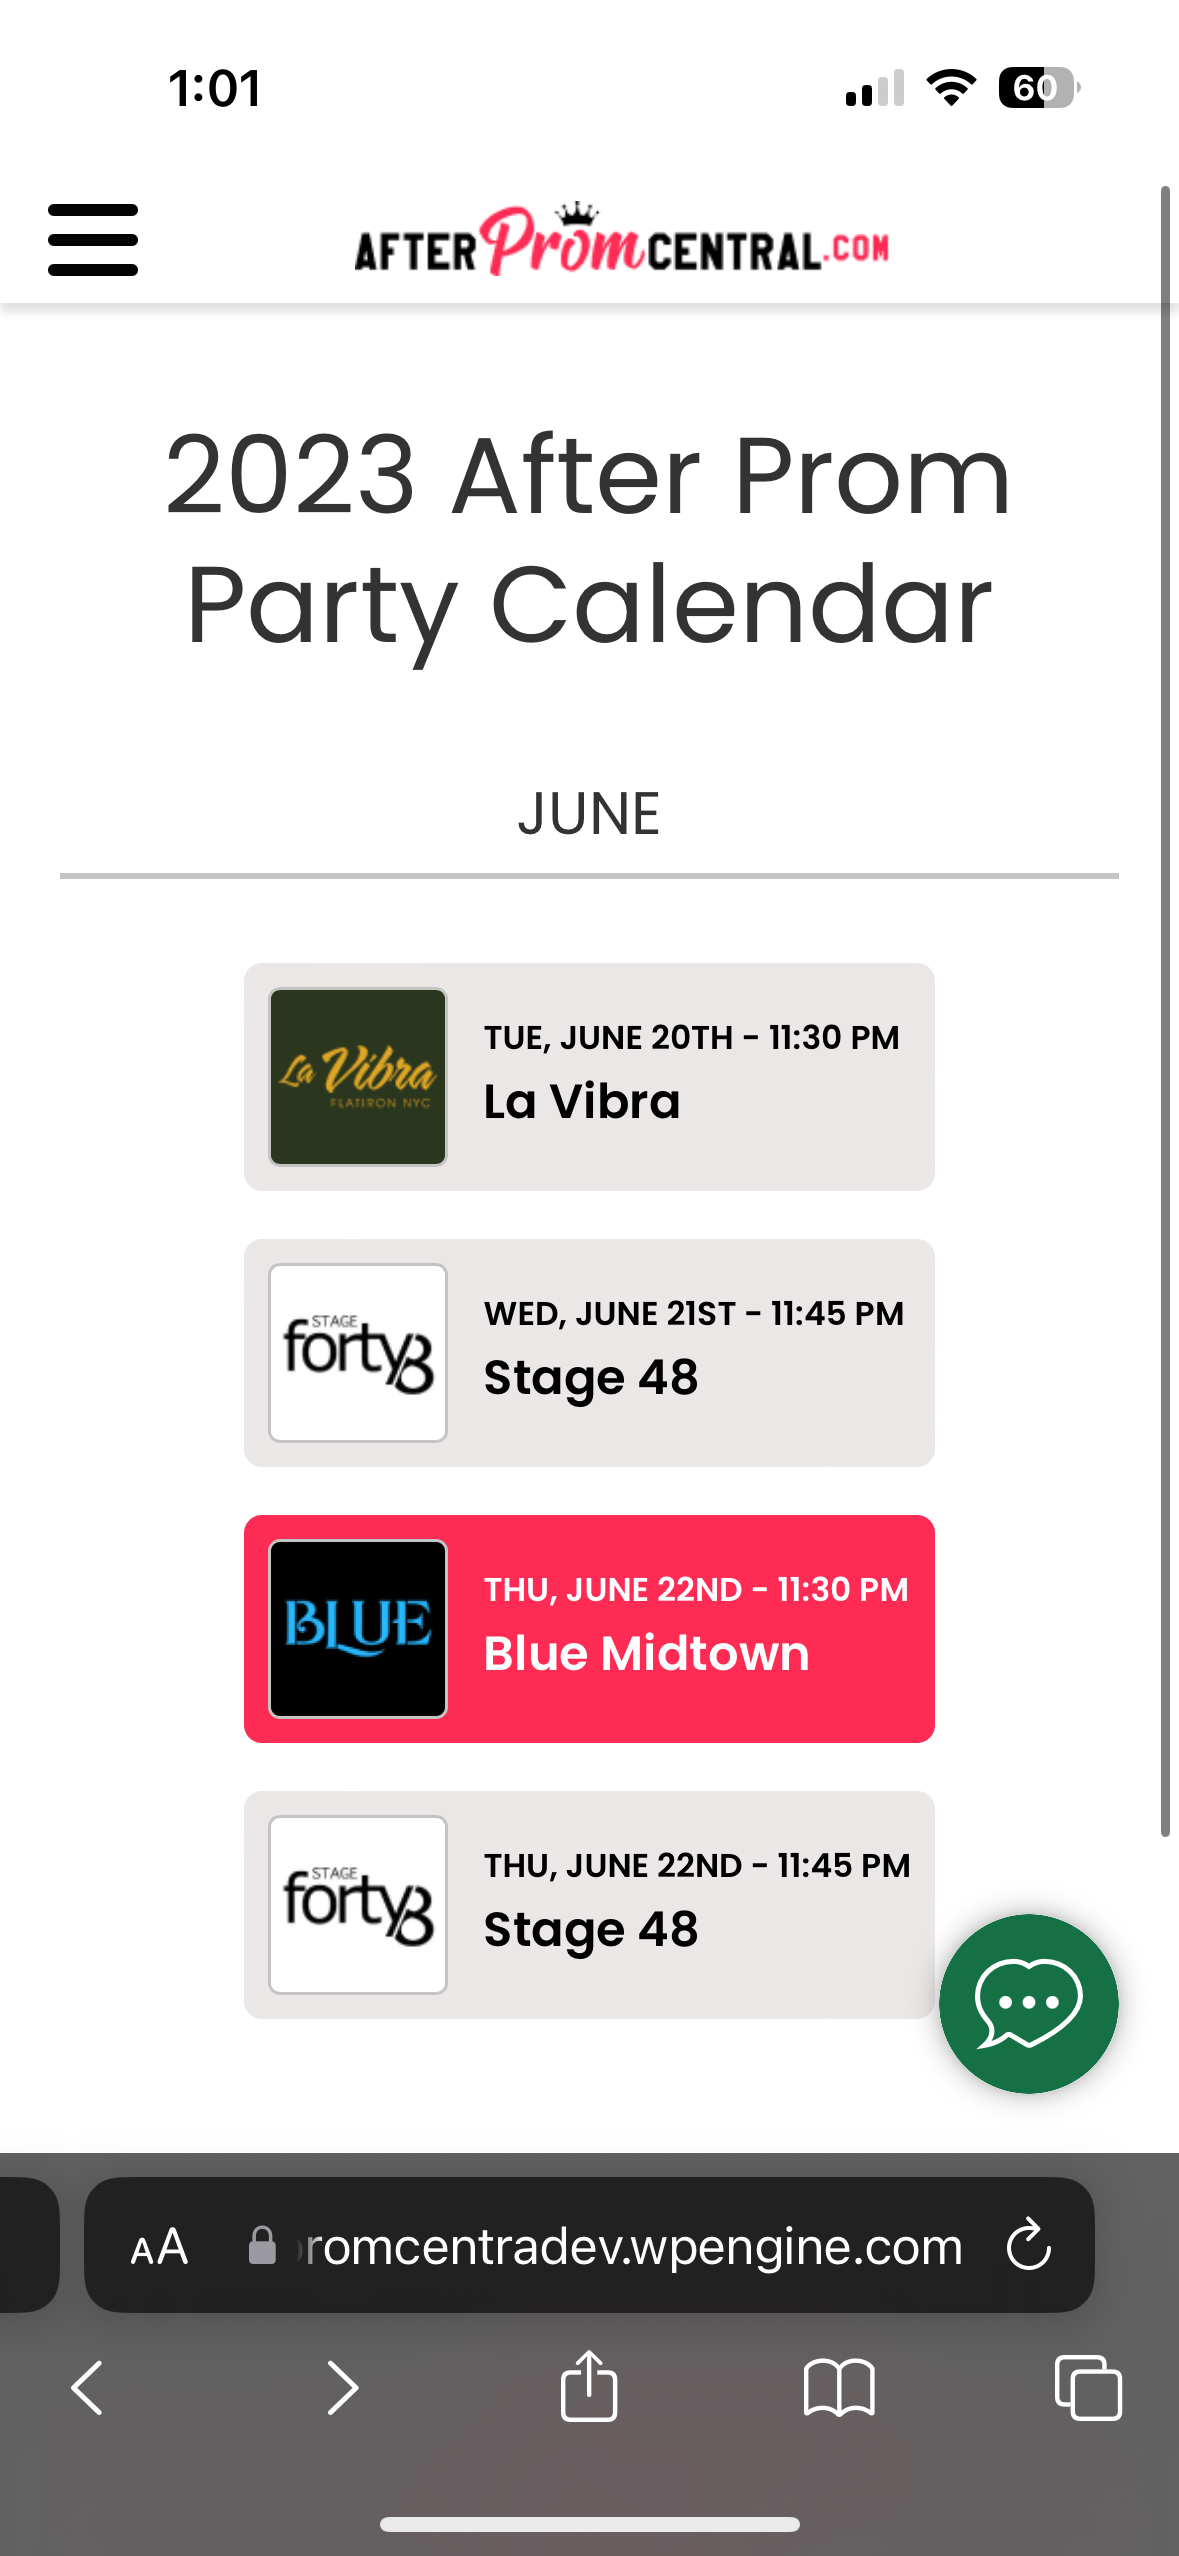 1:01
60
AFTER Prom CENTRAL.COM
2023 After Prom
Party Calendar
JUNE
La Vibra
FLATIRON NYC
TUE, JUNE 20TH - 11:30 PM
La Vibra
STAGE
forty8
WED, JUNE 21ST - 11:45 PM
Stage 48
BLUE
THU, JUNE 22ND - 11:30 PM
Blue Midtown
STAGE
forty8
THU, JUNE 22ND - 11:45 PM
Stage 48
AA romcentradev.wpengine.com